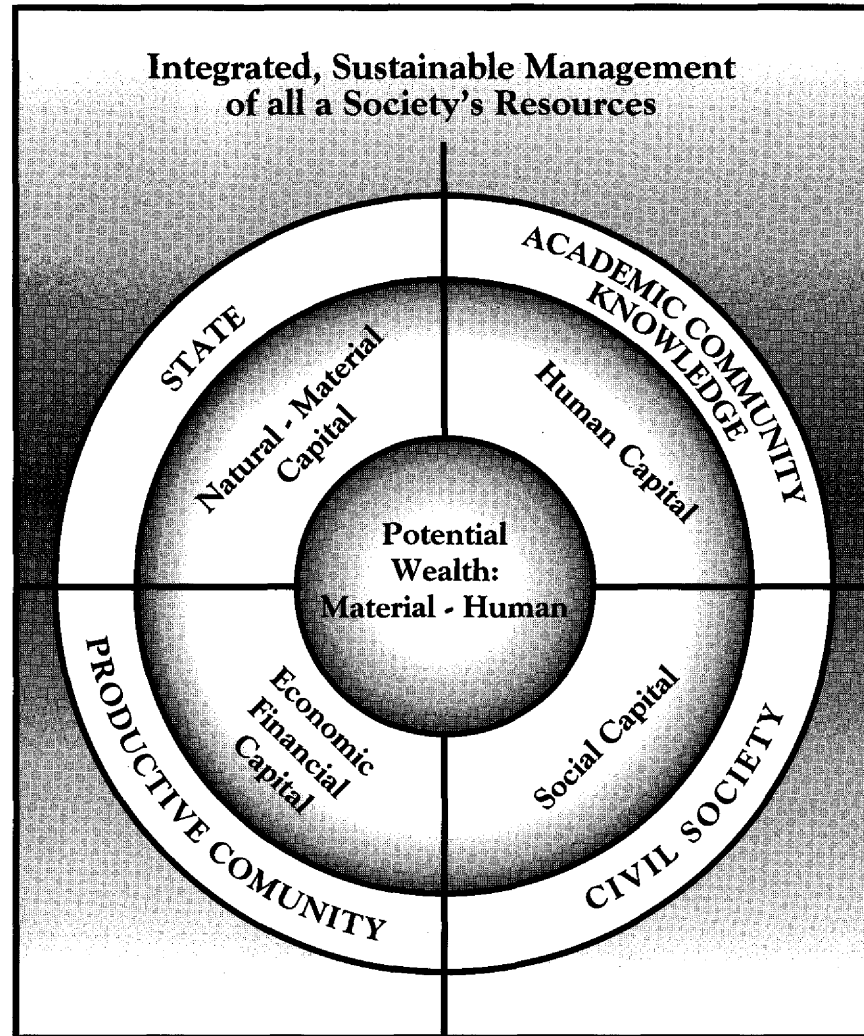 Integrated, Sustainable Management
of all a Society's Resources
STATE
ACADEMIC COMMUNITY
KNOWLEDGE
Natural - Material
Capital
Human Capital
Potential
Wealth:
Material - Human
Economic
Financial
Capital
Social Capital
PRODUCTIVE COMUNITY
CIVIL SOCIETY